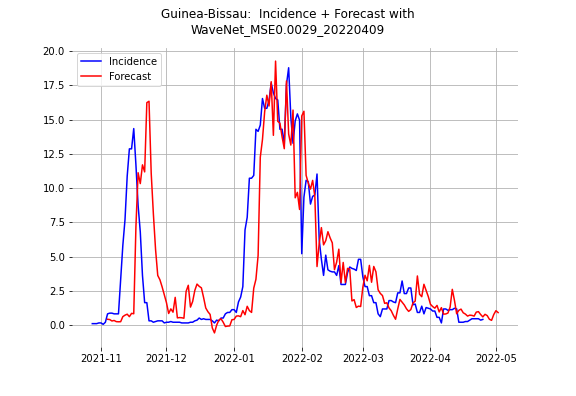 Guinea-Bissau:  Incidence + Forecast with
WaveNet_MSE0.0029_20220409
Incidence
Forecast
20.0
17.5
15.0
12.5
10.0
7.5
5.0
2.5
0.0
2021-11 2021-12 2022-01 2022-02 2022-03 2022-04 2022-05